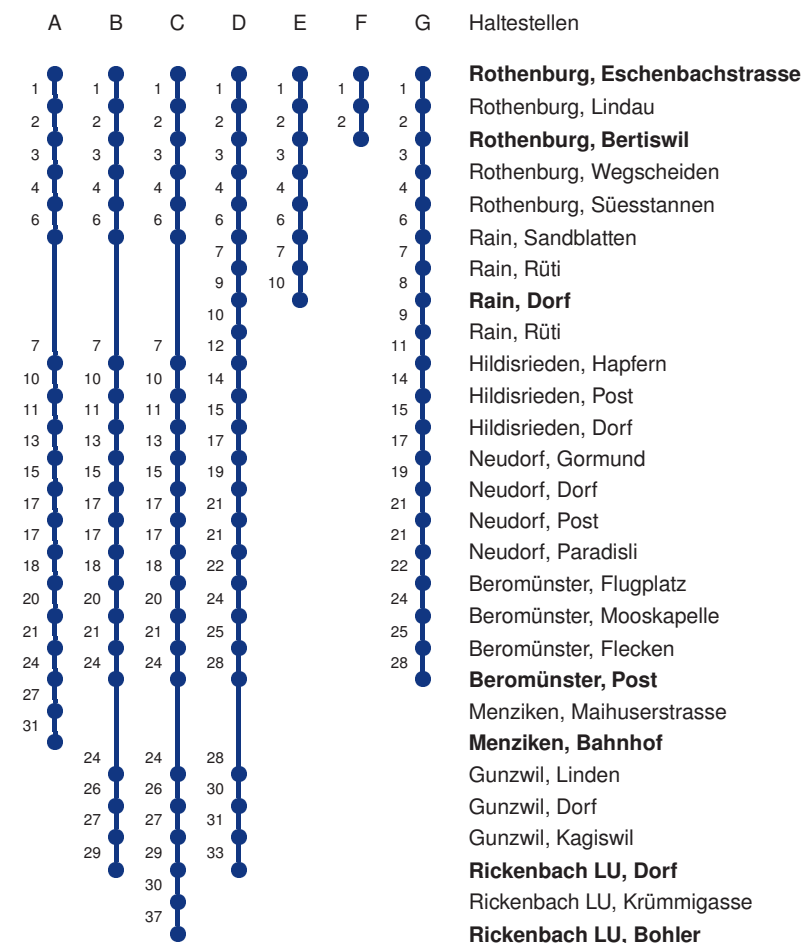 A B C D E F G Haltestellen
Rothenburg, Eschenbachstrasse
1 1 1 1 1 1 1
Rothenburg, Lindau
2 2 2 2 2 2 2
Rothenburg, Bertiswil
3 3 3 3 3 3
Rothenburg, Wegscheiden
4 4 4 4 4 4
Rothenburg, Süesstannen
6 6 6 6 6 6
Rain, Sandblatten
7 7 7
Rain, Rüti
9 10 8
Rain, Dorf
10 9
Rain, Rüti
7 7 7 12 11
Hildisrieden, Hapfern
10 10 10 14 14
Hildisrieden, Post
11 11 11 15 15
Hildisrieden, Dorf
13 13 13 17 17
Neudorf, Gormund
15 15 15 19 19
Neudorf, Dorf
17 17 17 21 21
Neudorf, Post
17 17 17 21 21
Neudorf, Paradisli
18 18 18 22 22
Beromünster, Flugplatz
20 20 20 24 24
Beromünster, Mooskapelle
21 21 21 25 25
Beromünster, Flecken
24 24 24 28 28
Beromünster, Post
27
Menziken, Maihuserstrasse
31
Menziken, Bahnhof
24 24 28
Gunzwil, Linden
26 26 30
Gunzwil, Dorf
27 27 31
Gunzwil, Kagiswil
29 29 33
Rickenbach LU, Dorf
30
Rickenbach LU, Krümmigasse
37
Rickenbach LU, Bohler